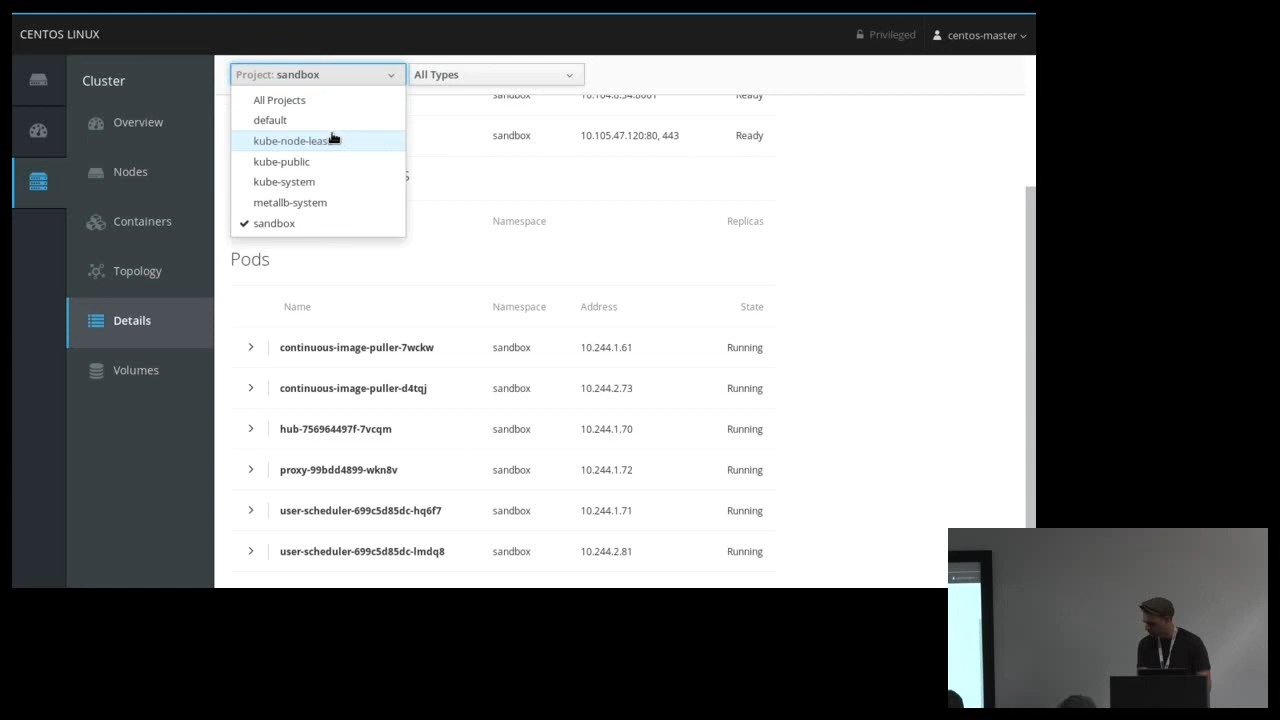 CENTOS LINUX
Privileged
centos-master
Cluster
Overview
Nodes
Containers
Topology
Details
Volumes
Project: sandbox
All Types
All Projects
default
kube-public
kube-system
metallb-system
sandbox
sandbox Ready
sandbox 10.105.47.120:80, 443 Ready
Namespace Replicas
Pods
Name Namespace Address State
continuous-image-puller-7wckw sandbox 10.244.1.61 Running
continuous-image-puller-d4tqj sandbox 10.244.2.73 Running
hub-756964497f-7vcqm sandbox 10.244.1.70 Running
proxy-99bdd4899-wkn8v sandbox 10.244.1.72 Running
user-scheduler-699c5d85dc-hq6f7 sandbox 10.244.1.71 Running
user-scheduler-699c5d85dc-lmdq8 sandbox 10.244.2.81 Running